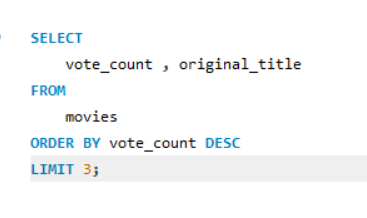 SELECT
vote_count , original_title
FROM
movies
ORDER BY vote_count DESC
LIMIT 3;